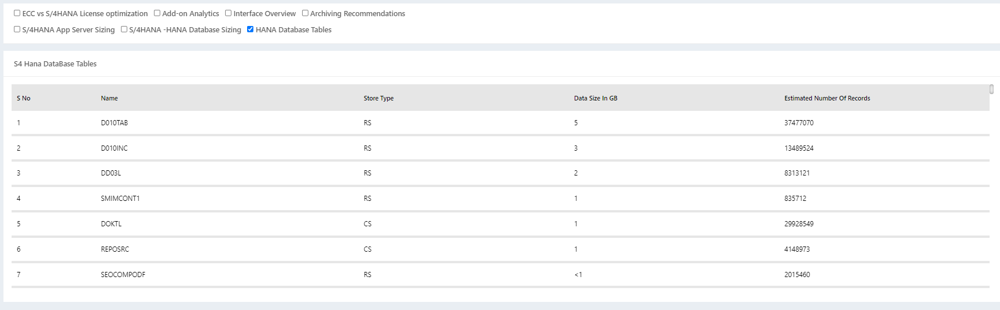 ECC vs S/4HANA License optimization Add-on Analytics Interface Overview Archiving Recommendations
S/4HANA App Server Sizing S/4HANA -HANA Database Sizing HANA Database Tables
S4 Hana DataBase Tables
S No Name Store Type Data Size In GB Estimated Number Of Records
1 D010TAB RS 5 37477070
2 D010INC RS 3 13489524
3 DD03L RS 2 8313121
4 SMIMCONT1 RS 1 835712
5 DOKTL CS 1 29928549
6 REPOSRC CS 1 4148973
7 SEOCOMPODF RS <1 2015460